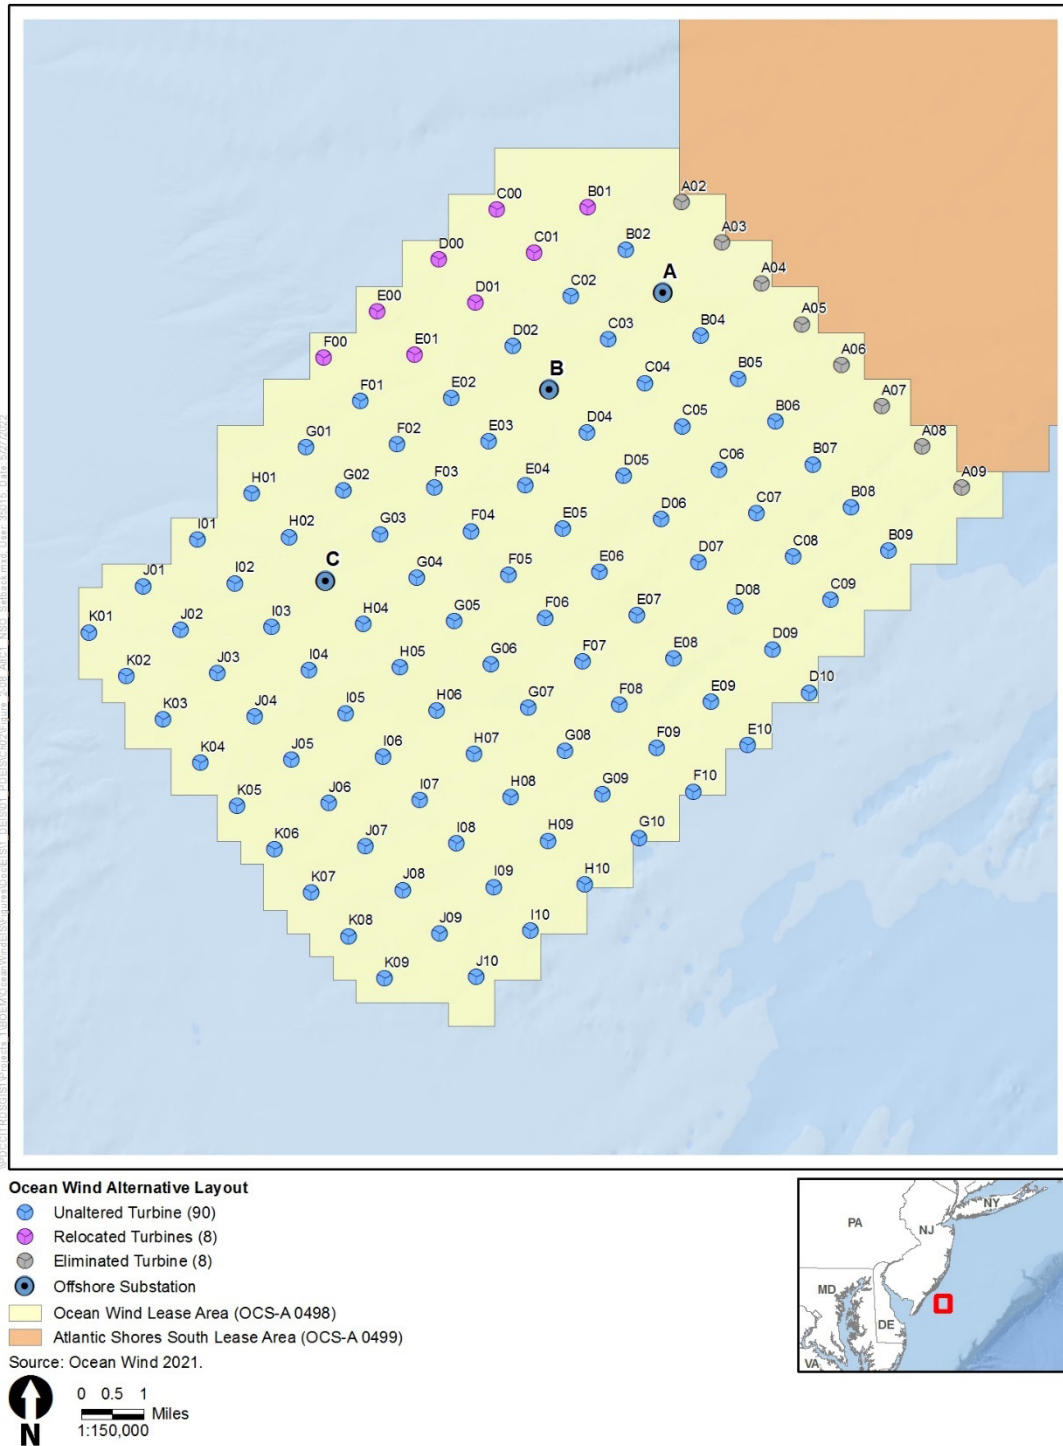 C00 B01 A02
D00 C01 B02 A03
A
E00 D01 C02 A04
F00 E01 D02 C03 B04 A05
B
F01 E02 C04 B05 A06
G01 F02 E03 D04 C05 B06 A07
H01 G02 F03 E04 D05 C06 B07 A08
I01 H02 G03 F04 E05 D06 C07 B08 A09
C
J01 I02 G04 F05 E06 D07 C08 B09
K01 J02 I03 H04 G05 F06 E07 D08 C09
K02 J03 I04 H05 G06 F07 E08 D09
K03 J04 I05 H06 G07 F08 E09 D10
K04 J05 I06 H07 G08 F09 E10
K05 J06 I07 H08 G09 F10
K06 J07 I08 H09 G10
K07 J08 I09 H10
K08 J09 I10
K09 J10
Ocean Wind Alternative Layout
Unaltered Turbine (90)
Relocated Turbines (8)
Eliminated Turbine (8)
Offshore Substation
Ocean Wind Lease Area (OCS-A 0498)
Atlantic Shores South Lease Area (OCS-A 0499)
Source: Ocean Wind 2021.
0 0.5 1
Miles
1:150,000
N
NY
PA
NJ
MD
DE
VA